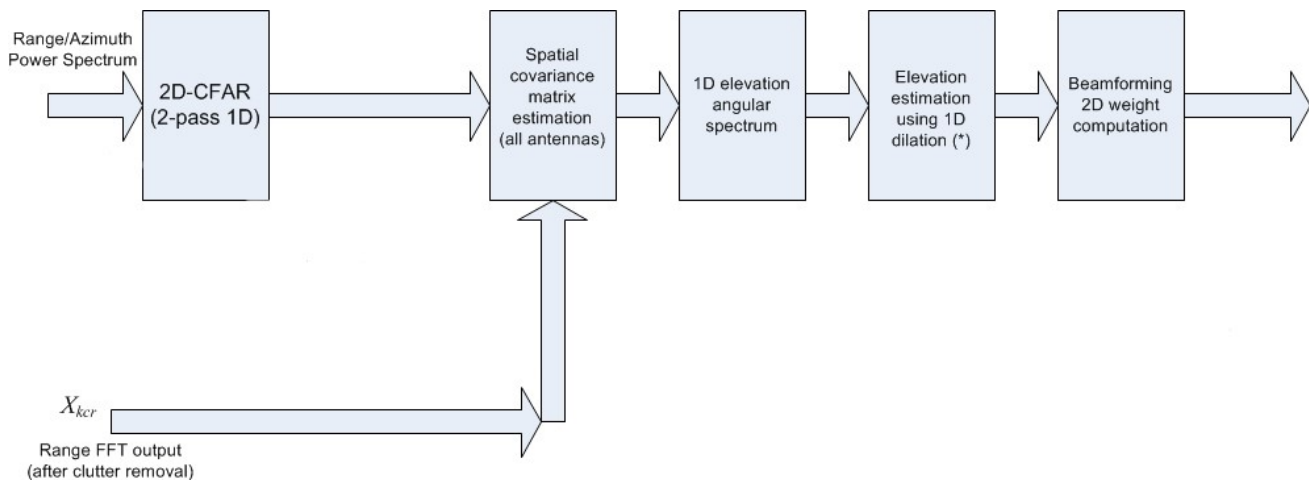 Range/Azimuth
Power Spectrum
2D-CFAR
(2-pass 1D)
Spatial
covariance
matrix
estimation
(all antennas)
1D elevation
angular
spectrum
Elevation
estimation
using 1D
dilation (*)
Beamforming
2D weight
computation
Xkcr
Range FFT output
(after clutter removal)